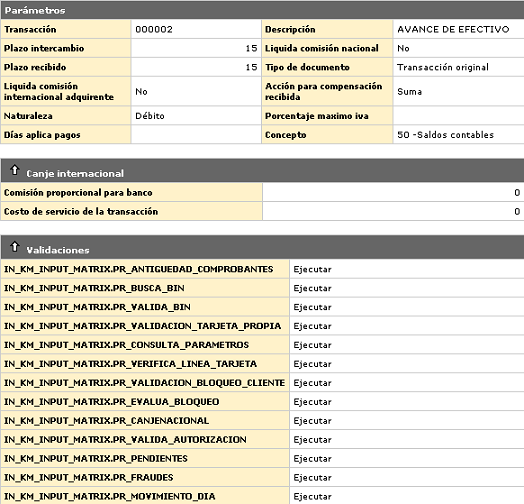 Parámetros
Transacción 000002 Descripción AVANCE DE EFECTIVO
Plazo intercambio 15 Liquida comisión nacional No
Plazo recibido 15 Tipo de documento Transacción original
Liquida comisión internacional adquirente No Acción para compensación recibida Suma
Naturaleza Débito Porcentaje maximo iva
Días aplica pagos Concepto 50 -Saldos contables
Canje internacional
Comisión proporcional para banco 0
Costo de servicio de la transacción 0
Validaciones
IN_KM_INPUT_MATRIX.PR_ANTIGUEDAD_COMPROBANTES Ejecutar
IN_KM_INPUT_MATRIX.PR_BUSCA_BIN Ejecutar
IN_KM_INPUT_MATRIX.PR_VALIDA_BIN Ejecutar
IN_KM_INPUT_MATRIX.PR_VALIDACION_TARJETA_PROPIA Ejecutar
IN_KM_INPUT_MATRIX.PR_CONSULTA_PARAMETROS Ejecutar
IN_KM_INPUT_MATRIX.PR_VERIFICA_LINEA_TARJETA Ejecutar
IN_KM_INPUT_MATRIX.PR_VALIDACION_BLOQUEO_CLIENTE Ejecutar
IN_KM_INPUT_MATRIX.PR_EVALUA_BLOQUEO Ejecutar
IN_KM_INPUT_MATRIX.PR_CANJENACIONAL Ejecutar
IN_KM_INPUT_MATRIX.PR_VALIDA_AUTORIZACION Ejecutar
IN_KM_INPUT_MATRIX.PR_PENDIENTES Ejecutar
IN_KM_INPUT_MATRIX.PR_FRAUDES Ejecutar
IN_KM_INPUT_MATRIX.PR_MOVIMIENTO_DIA Ejecutar